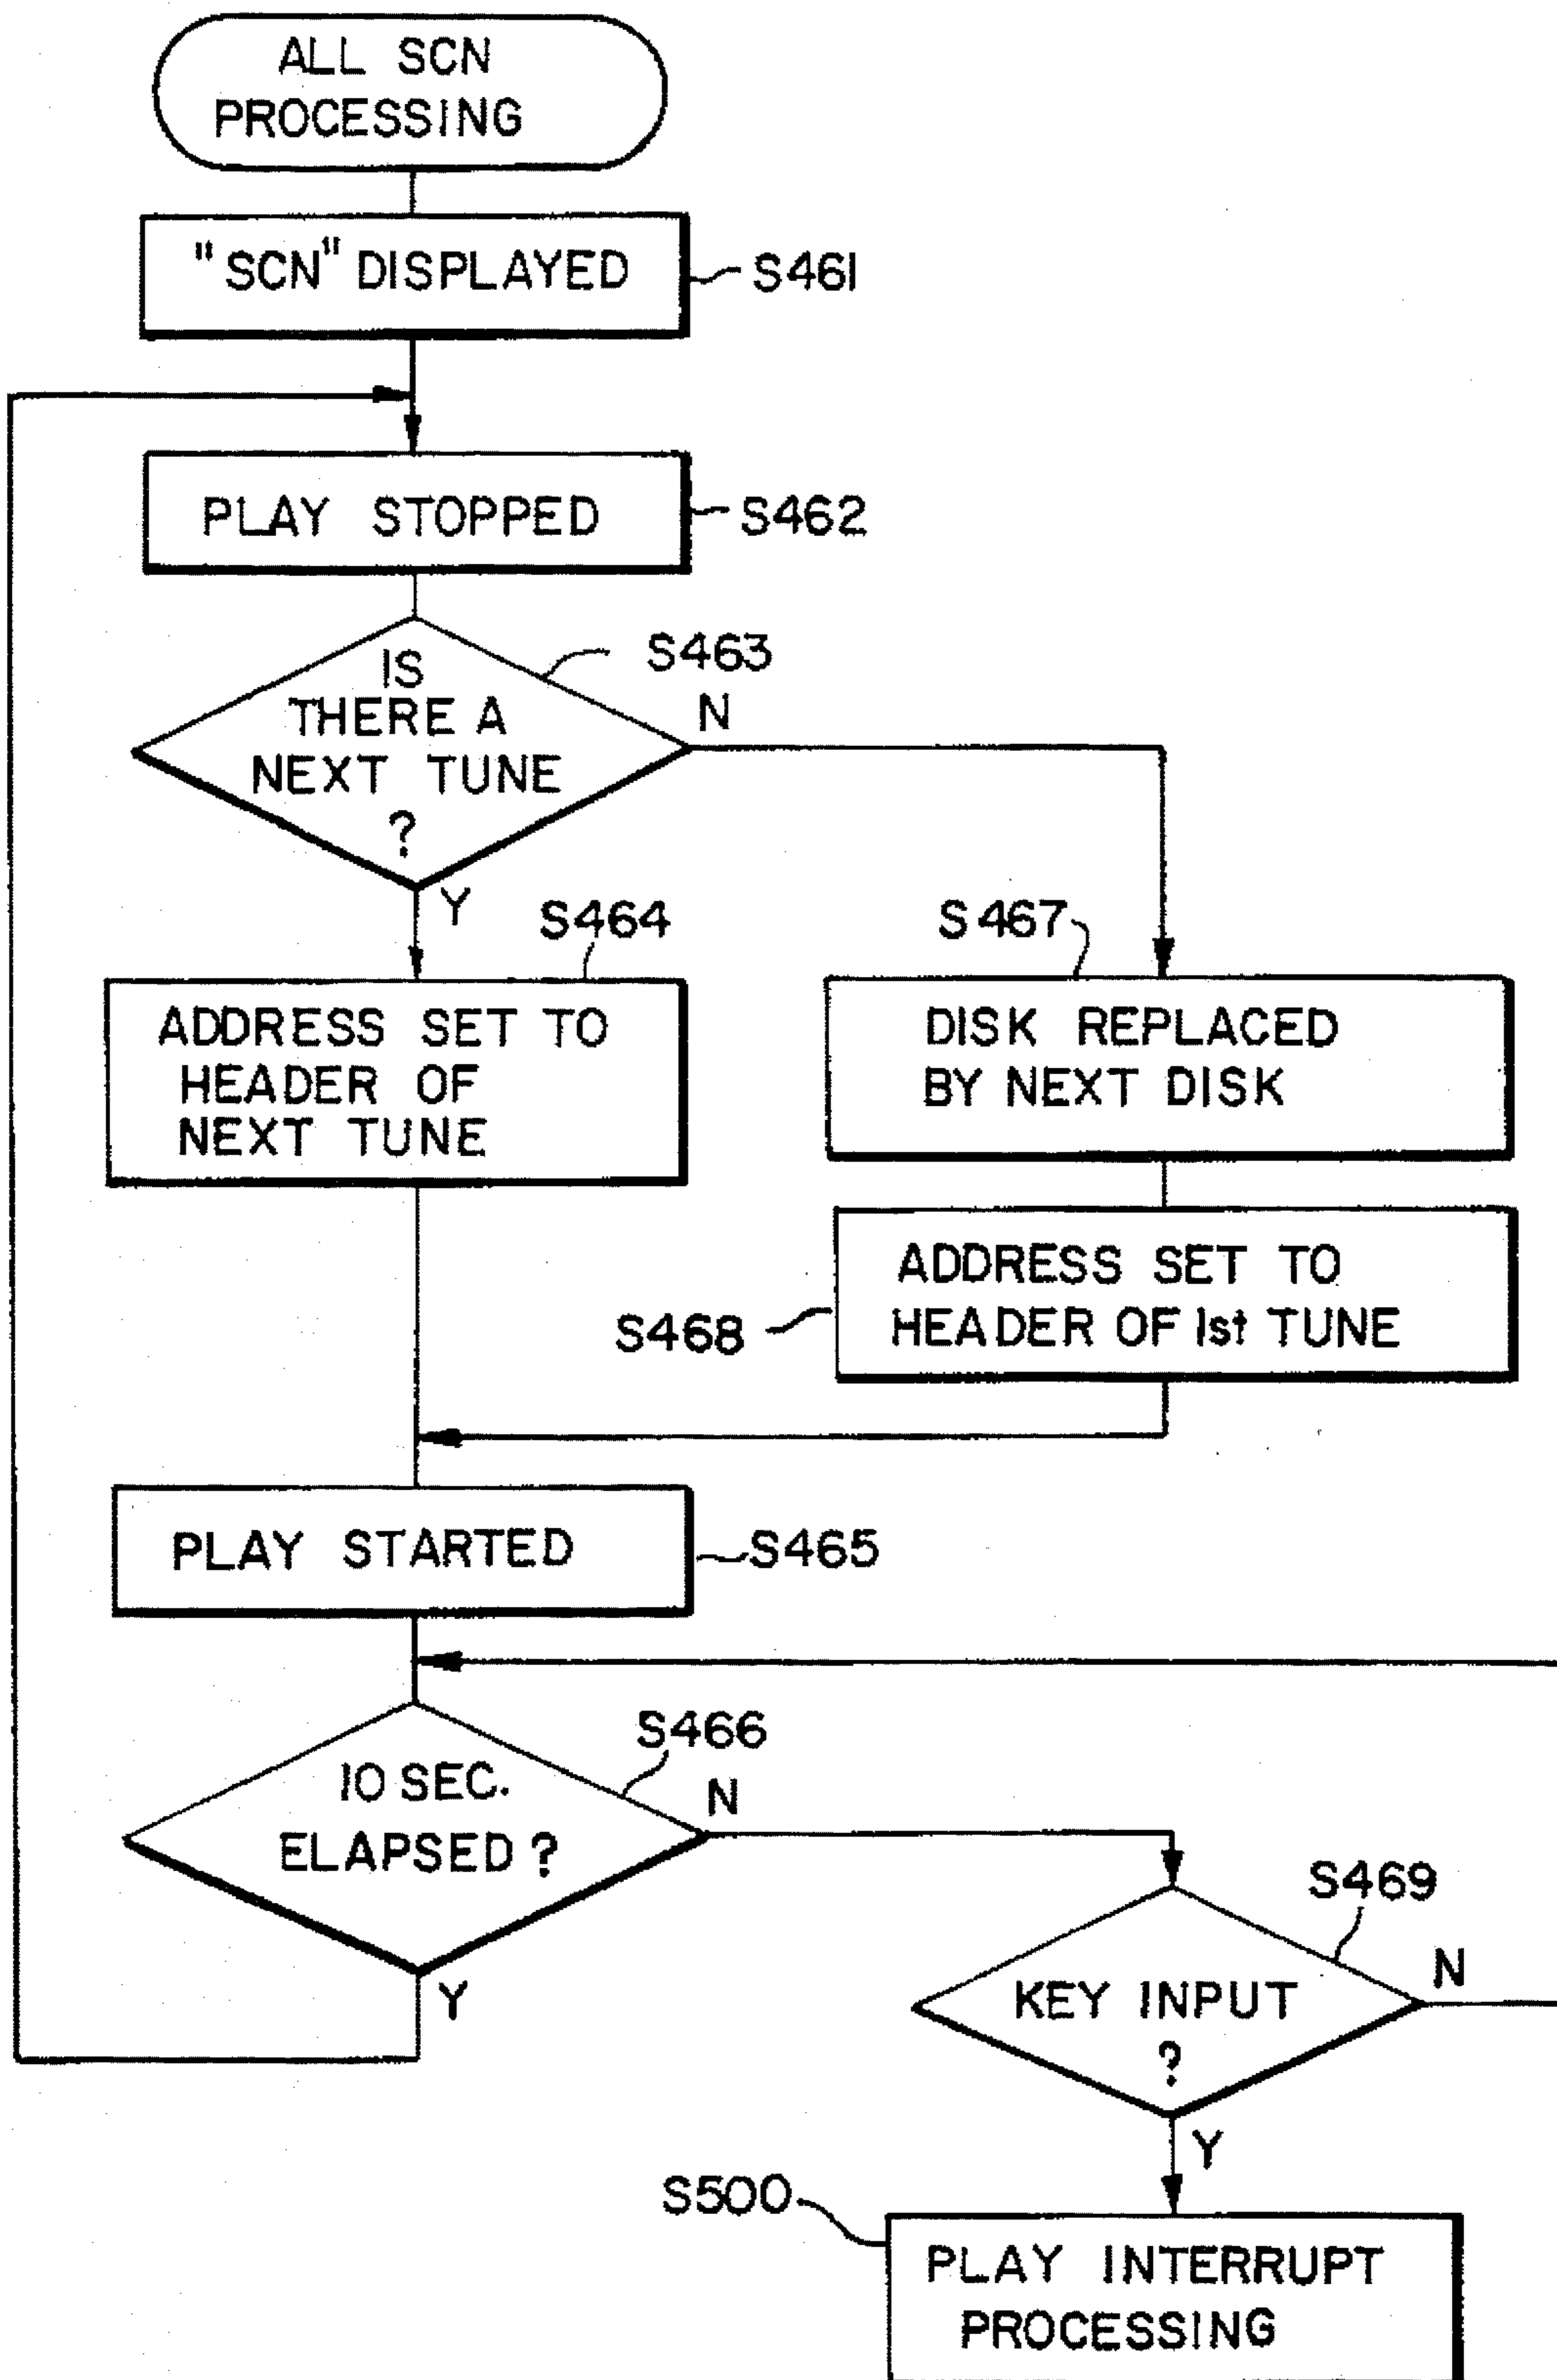 ALL SCN
PROCESSING
"SCN" DISPLAYED
S461
PLAY STOPPED
S462
S463
IS
THERE A
NEXT TUNE
?
N
Y
S464
S467
ADDRESS SET TO
HEADER OF
NEXT TUNE
DISK REPLACED
BY NEXT DISK
S468
ADDRESS SET TO
HEADER OF 1st TUNE
PLAY STARTED
S465
S466
10 SEC.
ELAPSED ?
N
Y
S469
KEY INPUT
?
N
Y
S500
PLAY INTERRUPT
PROCESSING